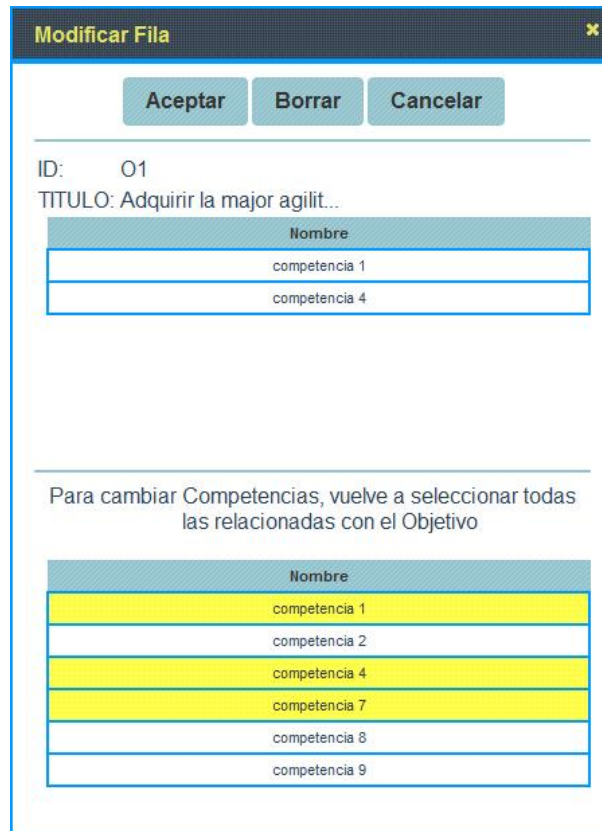 Modificar Fila ×
Aceptar Borrar Cancelar
ID: O1
TITULO: Adquirir la major agilit...
Nombre
competencia 1
competencia 4
Para cambiar Competencias, vuelve a seleccionar todas
las relacionadas con el Objetivo
Nombre
competencia 1
competencia 2
competencia 4
competencia 7
competencia 8
competencia 9